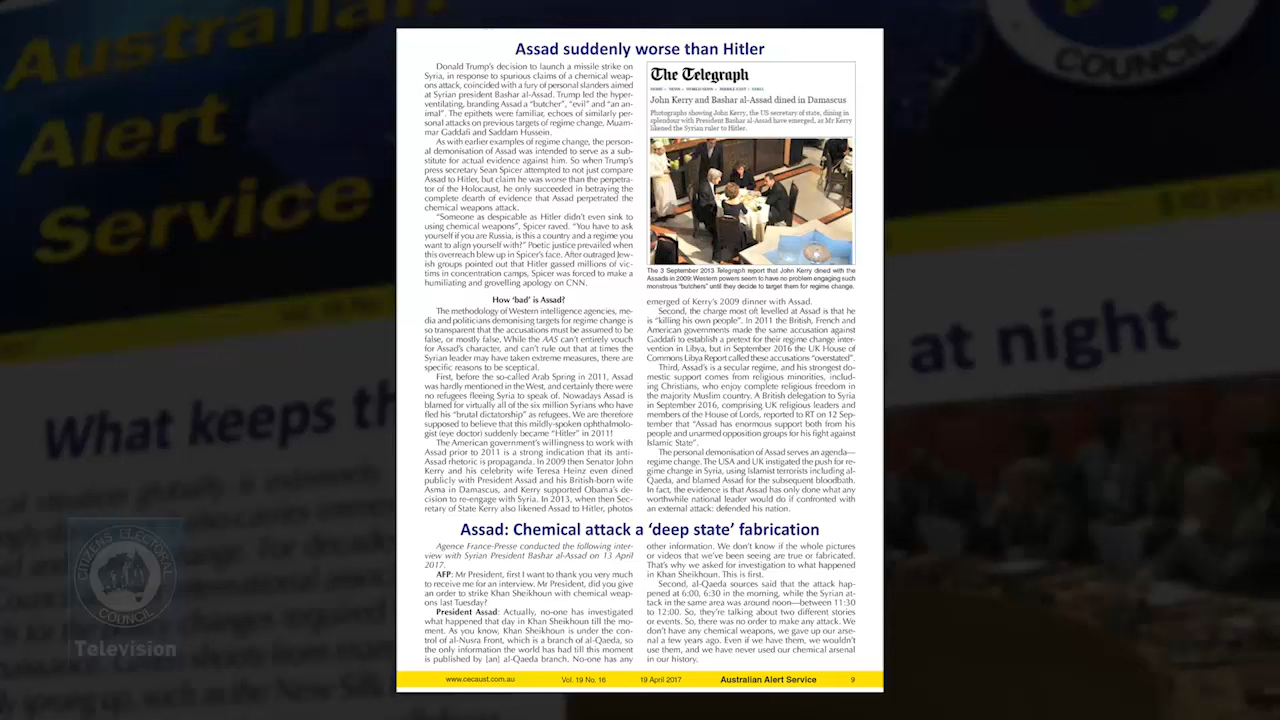 Australian
Alert
Service
COUNCIL
What keeps th
at night
Assad suddenly worse than Hitler
Donald Trump's decision to launch a missile strike on
Syria, in response to spurious claims of a chemical weap-
ons attack, coincided with a fury of personal slanders aimed
at Syrian president Bashar al-Assad. Trump led the hyper-
ventilating, branding Assad a "butcher", "evil" and "an an-
imal". The epithets were familiar, echoes of similarly per-
sonal attacks on previous targets of regime change, Muam-
mar Gaddafi and Saddam Hussein.
As with earlier examples of regime change, the person-
al demonisation of Assad was intended to serve as a sub-
stitute for actual evidence against him. So when Trump's
press secretary Sean Spicer attempted to not just compare
Assad to Hitler, but claim he was worse than the perpetra-
tor of the Holocaust, he only succeeded in betraying the
complete dearth of evidence that Assad perpetrated the
chemical weapons attack.
"Someone as despicable as Hitler didn't even sink to
using chemical weapons", Spicer raved. "You have to ask
yourself if you are Russia, is this a country and a regime you
want to align yourself with?" Poetic justice prevailed when
this overreach blew up in Spicer's face. After outraged Jew-
ish groups pointed out that Hitler gassed millions of vic-
tims in concentration camps, Spicer was forced to make a
humiliating and grovelling apology on CNN.
How 'bad' is Assad?
The methodology of Western intelligence agencies, me-
dia and politicians demonising targets for regime change is
so transparent that the accusations must be assumed to be
false, or mostly false. While the AAS can't entirely vouch
for Assad's character, and can't rule out that at times the
Syrian leader may have taken extreme measures, there are
specific reasons to be sceptical.
First, before the so-called Arab Spring in 2011, Assad
was hardly mentioned in the West, and certainly there were
no refugees fleeing Syria to speak of. Nowadays Assad is
blamed for virtually all of the six million Syrians who have
fled his "brutal dictatorship" as refugees. We are therefore
supposed to believe that this mildly-spoken ophthalmolo-
gist (eye doctor) suddenly became "Hitler" in 2011!
The American government's willingness to work with
Assad prior to 2011 is a strong indication that its anti-
Assad rhetoric is propaganda. In 2009 then Senator John
Kerry and his celebrity wife Teresa Heinz even dined
publicly with President Assad and his British-born wife
Asma in Damascus, and Kerry supported Obama's de-
cision to re-engage with Syria. In 2013, when then Sec-
retary of State Kerry also likened Assad to Hitler, photos
The Telegraph
HOME » NEWS » WORLD NEWS » MIDDLE EAST » SYRIA
John Kerry and Bashar al-Assad dined in Damascus
Photographs showing John Kerry, the US secretary of state, dining in
splendour with President Bashar al-Assad have emerged, as Mr Kerry
likened the Syrian ruler to Hitler.
The 3 September 2013 Telegraph report that John Kerry dined with the
Assads in 2009: Western powers seem to have no problem engaging such
monstrous "butchers" until they decide to target them for regime change.
emerged of Kerry's 2009 dinner with Assad.
Second, the charge most oft levelled at Assad is that he
is "killing his own people". In 2011 the British, French and
American governments made the same accusation against
Gaddafi to establish a pretext for their regime change inter-
vention in Libya, but in September 2016 the UK House of
Commons Libya Report called these accusations "overstated".
Third, Assad's is a secular regime, and his strongest do-
mestic support comes from religious minorities, includ-
ing Christians, who enjoy complete religious freedom in
the majority Muslim country. A British delegation to Syria
in September 2016, comprising UK religious leaders and
members of the House of Lords, reported to RT on 12 Sep-
tember that "Assad has enormous support both from his
people and unarmed opposition groups for his fight against
Islamic State".
The personal demonisation of Assad serves an agenda—
regime change. The USA and UK instigated the push for re-
gime change in Syria, using Islamist terrorists including al-
Qaeda, and blamed Assad for the subsequent bloodbath.
In fact, the evidence is that Assad has only done what any
worthwhile national leader would do if confronted with
an external attack: defended his nation.
Assad: Chemical attack a 'deep state' fabrication
Agence France-Presse conducted the following inter-
view with Syrian President Bashar al-Assad on 13 April
2017.
AFP: Mr President, first I want to thank you very much
to receive me for an interview. Mr President, did you give
an order to strike Khan Sheikhoun with chemical weap-
ons last Tuesday?
President Assad: Actually, no-one has investigated
what happened that day in Khan Sheikhoun till the mo-
ment. As you know, Khan Sheikhoun is under the con-
trol of al-Nusra Front, which is a branch of al-Qaeda, so
the only information the world has had till this moment
is published by [an] al-Qaeda branch. No-one has any
other information. We don't know if the whole pictures
or videos that we've been seeing are true or fabricated.
That's why we asked for investigation to what happened
in Khan Sheikhoun. This is first.
Second, al-Qaeda sources said that the attack hap-
pened at 6:00, 6:30 in the morning, while the Syrian at-
tack in the same area was around noon—between 11:30
to 12:00. So, they're talking about two different stories
or events. So, there was no order to make any attack. We
don't have any chemical weapons, we gave up our arse-
nal a few years ago. Even if we have them, we wouldn't
use them, and we have never used our chemical arsenal
in our history.
www.cecaust.com.au Vol. 19 No. 16 19 April 2017 Australian Alert Service 9
CITIZENS ELECTORAL
COUNCIL
Television